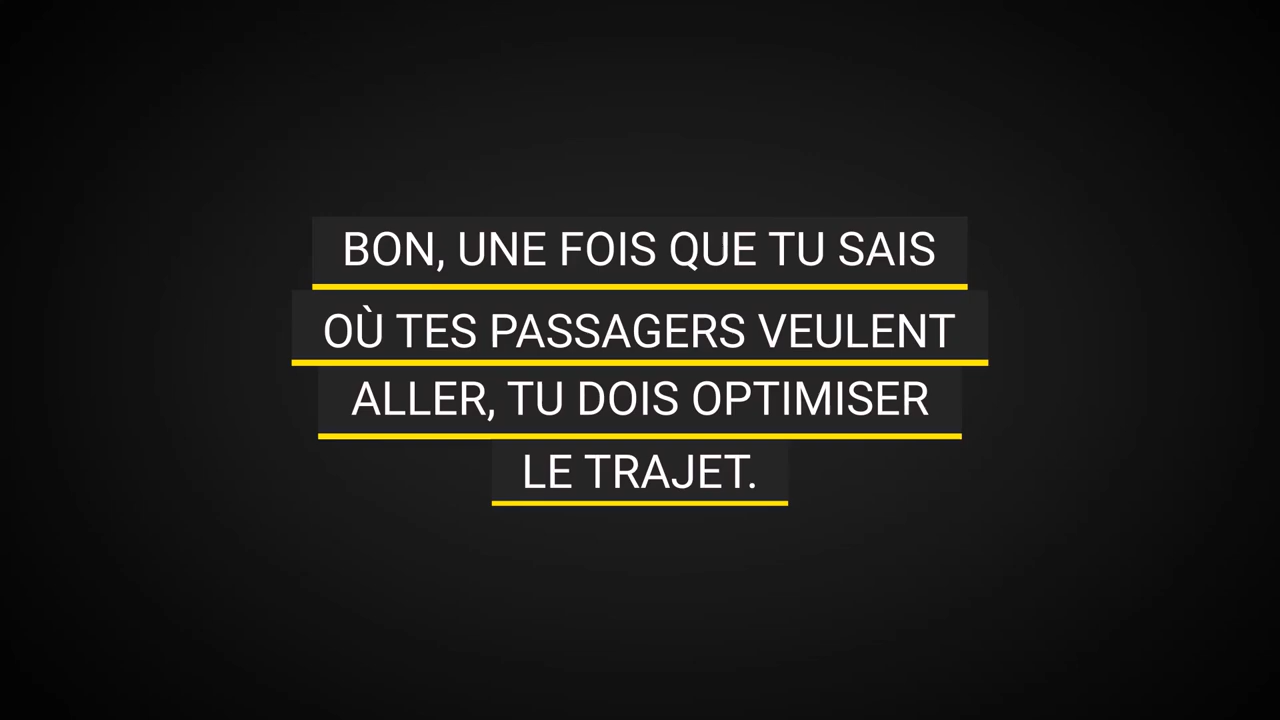 BON, UNE FOIS QUE TU SAIS
OÙ TES PASSAGERS VEULENT
ALLER, TU DOIS OPTIMISER
LE TRAJET.